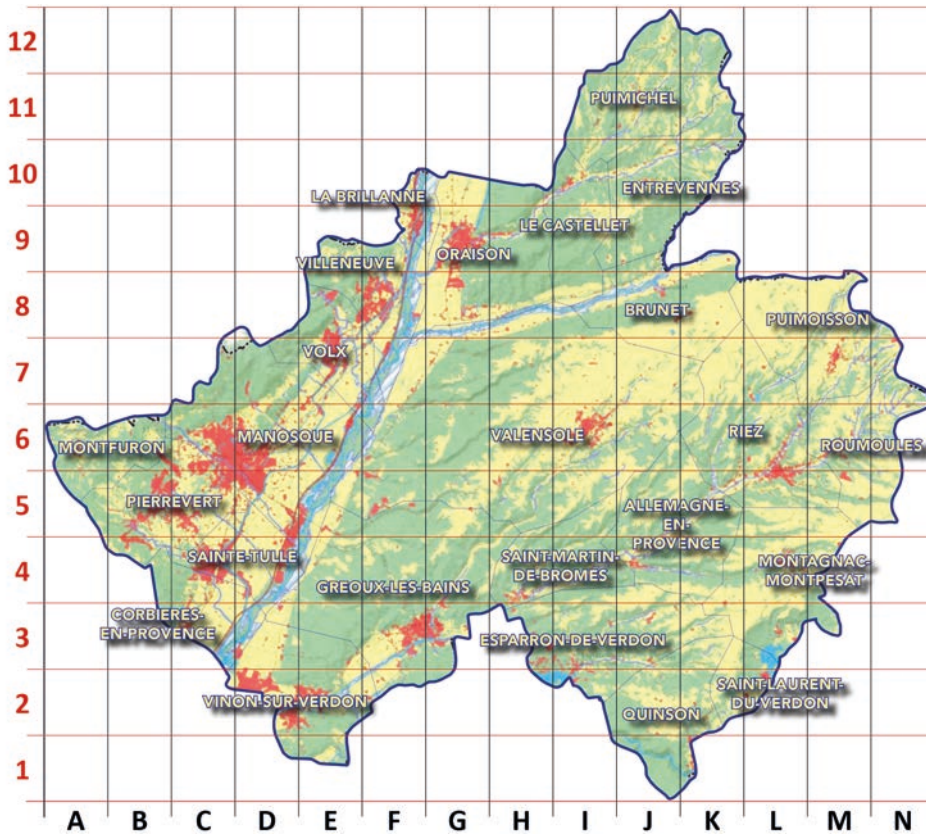 12
11
PUIMICHEL
10
ENTREVENNES
LA BRILLANNE
9
LE CASTELLET
ORAISON
VILLENEUVE
8
BRUNET
PUIMOISSON
VOLX
7
6
MONTFURON
MANOSQUE
VALENSOLE
RIEZ
ROUMOULES
5
PIERREVERT
ALLEMAGNE-
EN-
PROVENCE
4
SAINTE-TULLE
SAINT-MARTIN-
DE-BROMES
MONTAGNAC-
MONTPESAT
GREOUX-LES-BAINS
3
CORBIERES-
EN-PROVENCE
ESPARRON-DE-VERDON
2
VINON-SUR-VERDON
SAINT-LAURENT-
DU-VERDON
QUINSON
1
A B C D E F G H I J K L M N